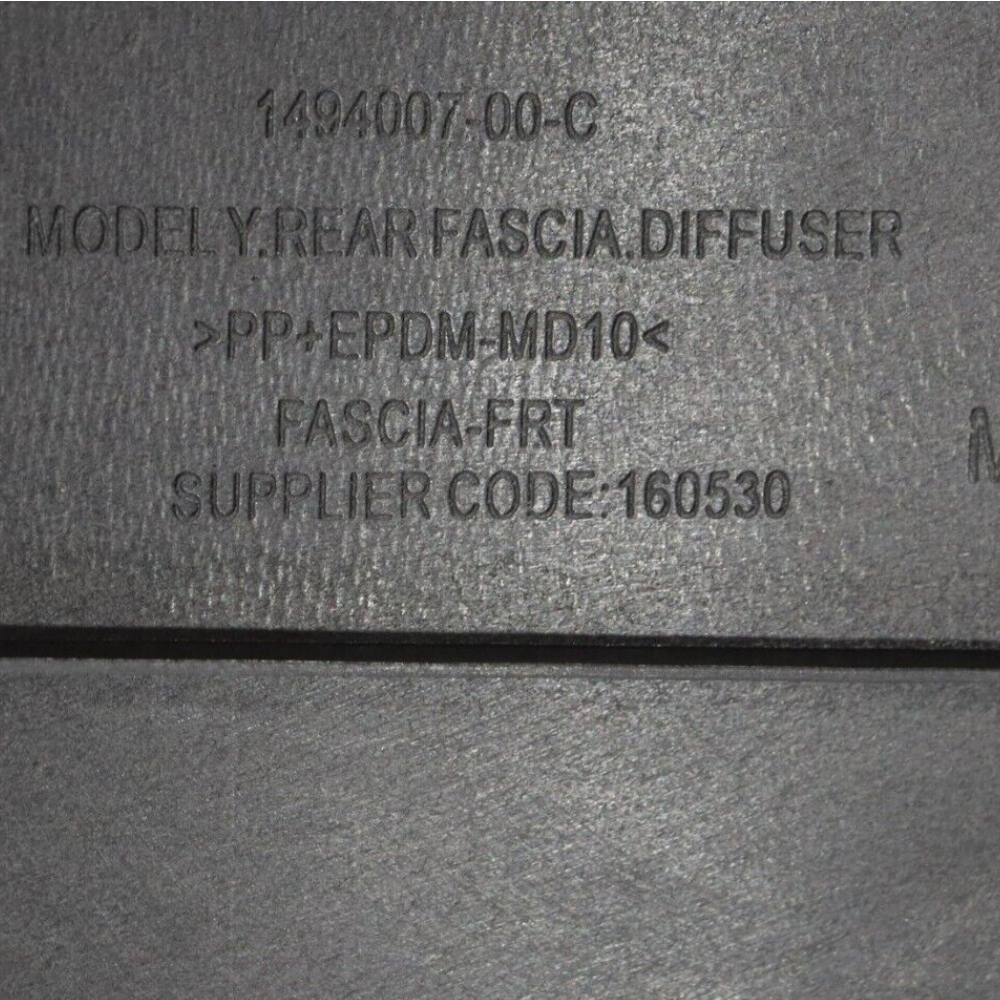 1494007-00-C
MODEL Y.REAR FASCIA.DIFFUSER
>PP+EPDM-MD10<
FASCIA-FRT
SUPPLIER CODE:160530